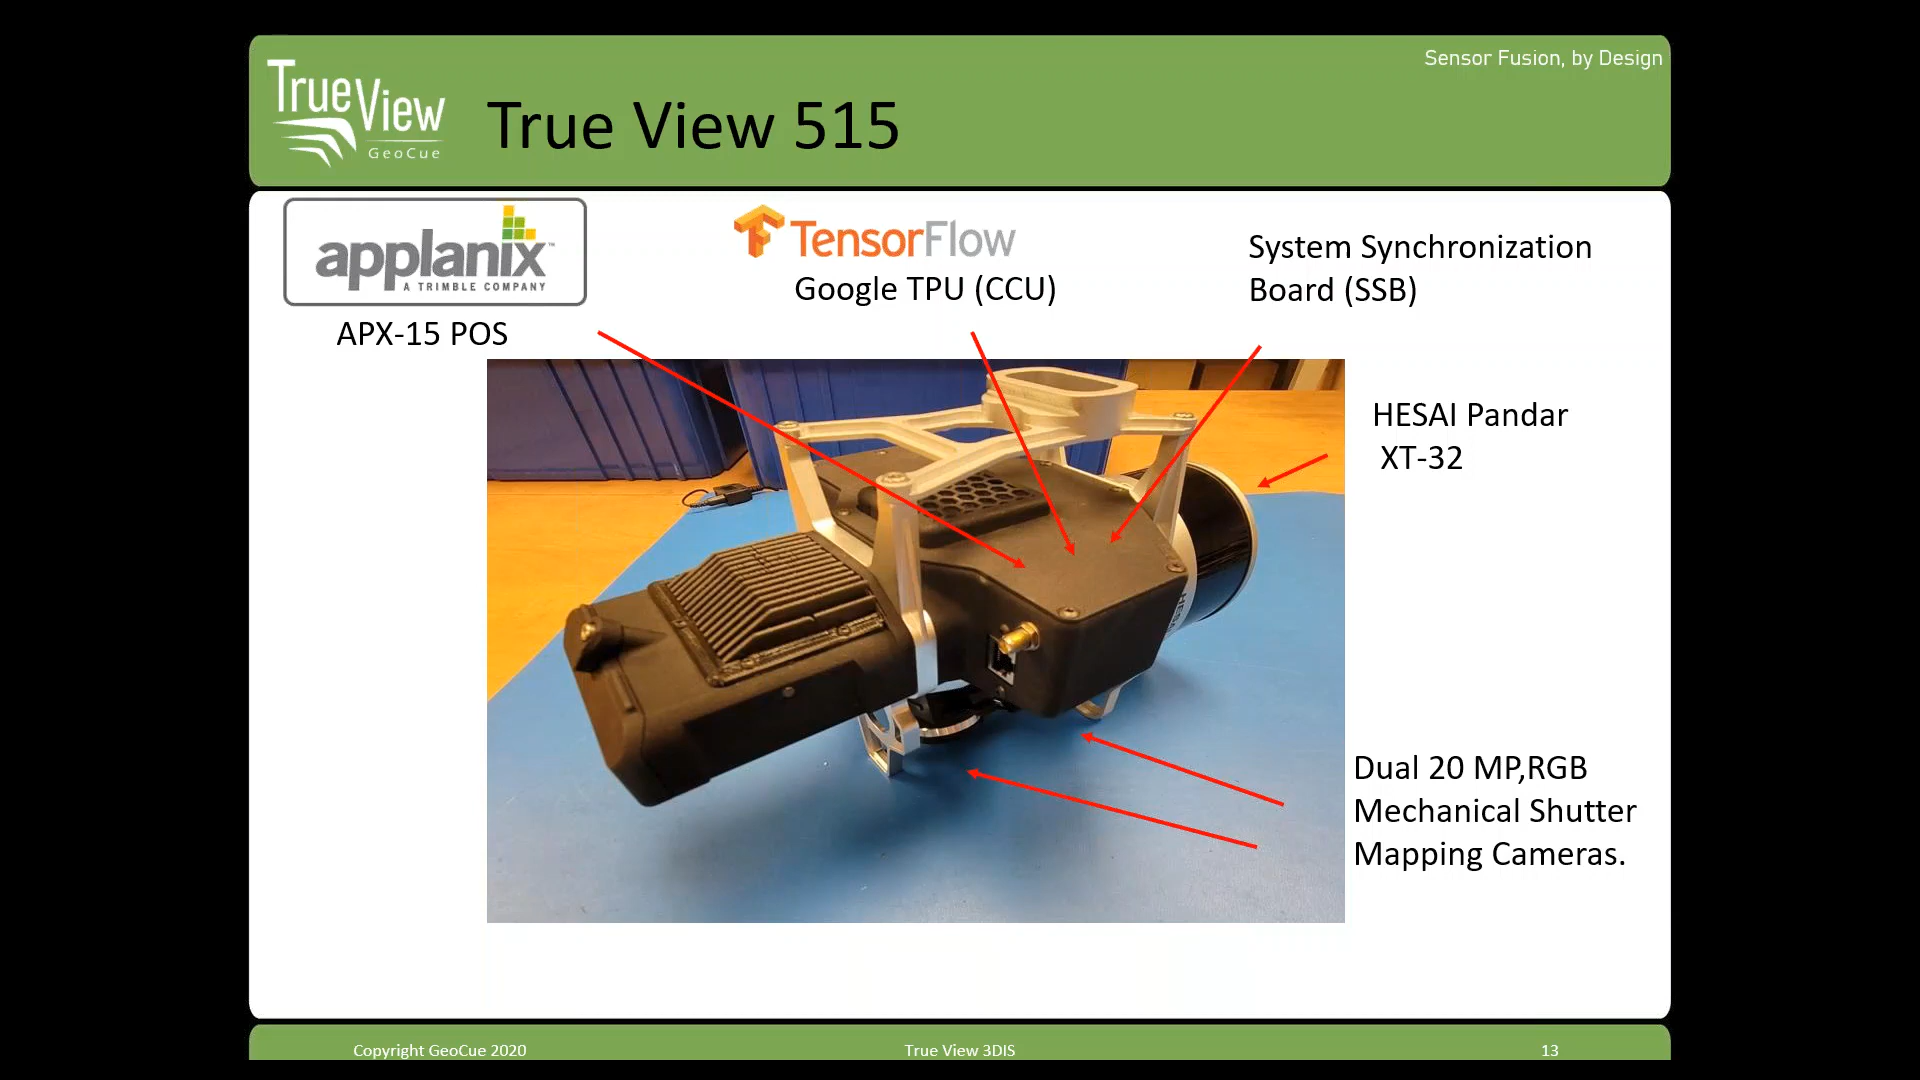 TrueView
GeoCue
Sensor Fusion, by Design
True View 515
applanix™
A TRIMBLE COMPANY
APX-15 POS
TensorFlow
Google TPU (CCU)
System Synchronization
Board (SSB)
HESAI Pandar
XT-32
Dual 20 MP,RGB
Mechanical Shutter
Mapping Cameras.
Copyright GeoCue 2020
True View 3DIS
13